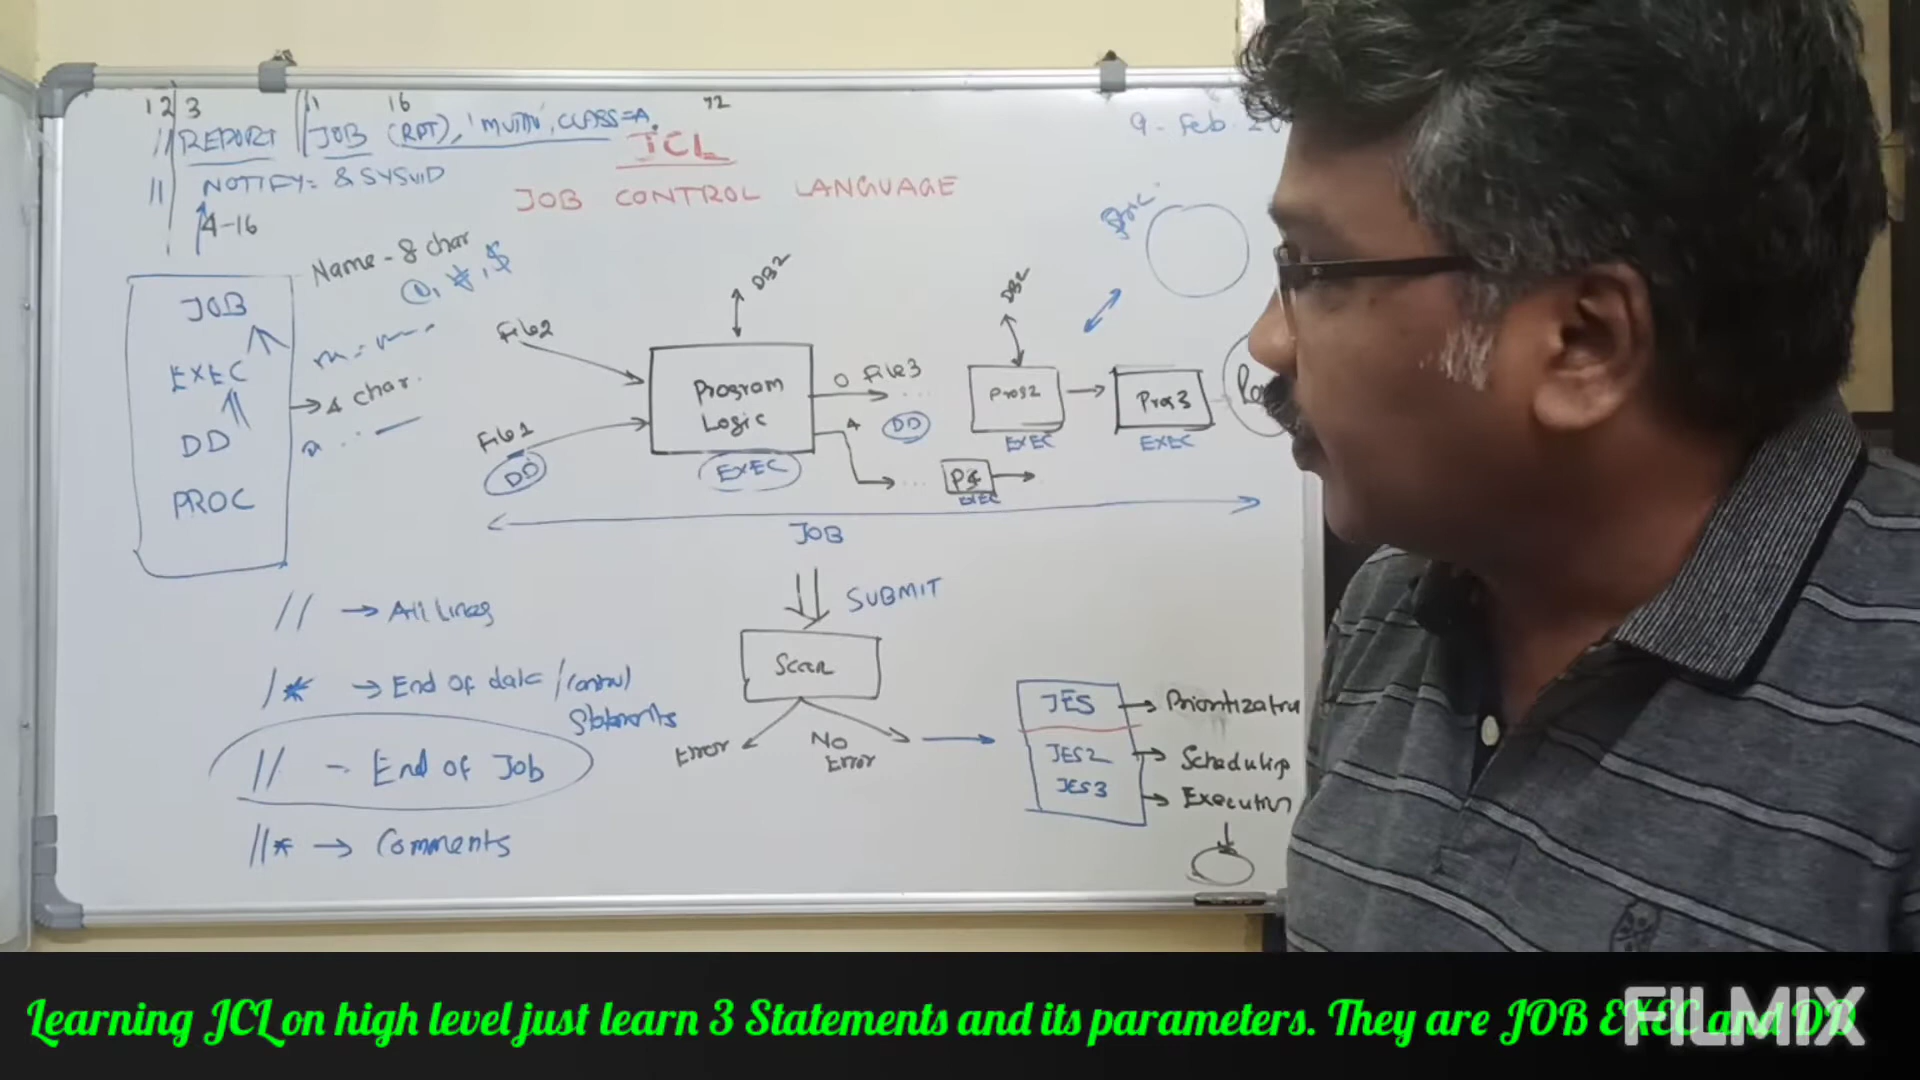 1 2 3 16 72
// REPORT JOB (RPT), 'MUTHU', CLASS=A,
9 - Feb
JCL
// NOTIFY= &SYSUID
JOB CONTROL LANGUAGE
4-16
Name - 8 char
@, #, $
JOB
EXEC
DD
PROC
4 char.
File2
File1
DD
DB2
Program
Logic
EXEC
File3
DD
DB2
Prog2
EXEC
Prog3
EXEC
P4
EXEC
JOB
SUBMIT
// → All lines
/* → End of data / control
Statements
// - End of Job
//* → Comments
Scan
Error
No
Error
JES → Prioritization
JES2 → Scheduling
JES3 → Execution
Learning JCL on high level just learn 3 Statements and its parameters. They are JOB EXEC and DD
FILMIX